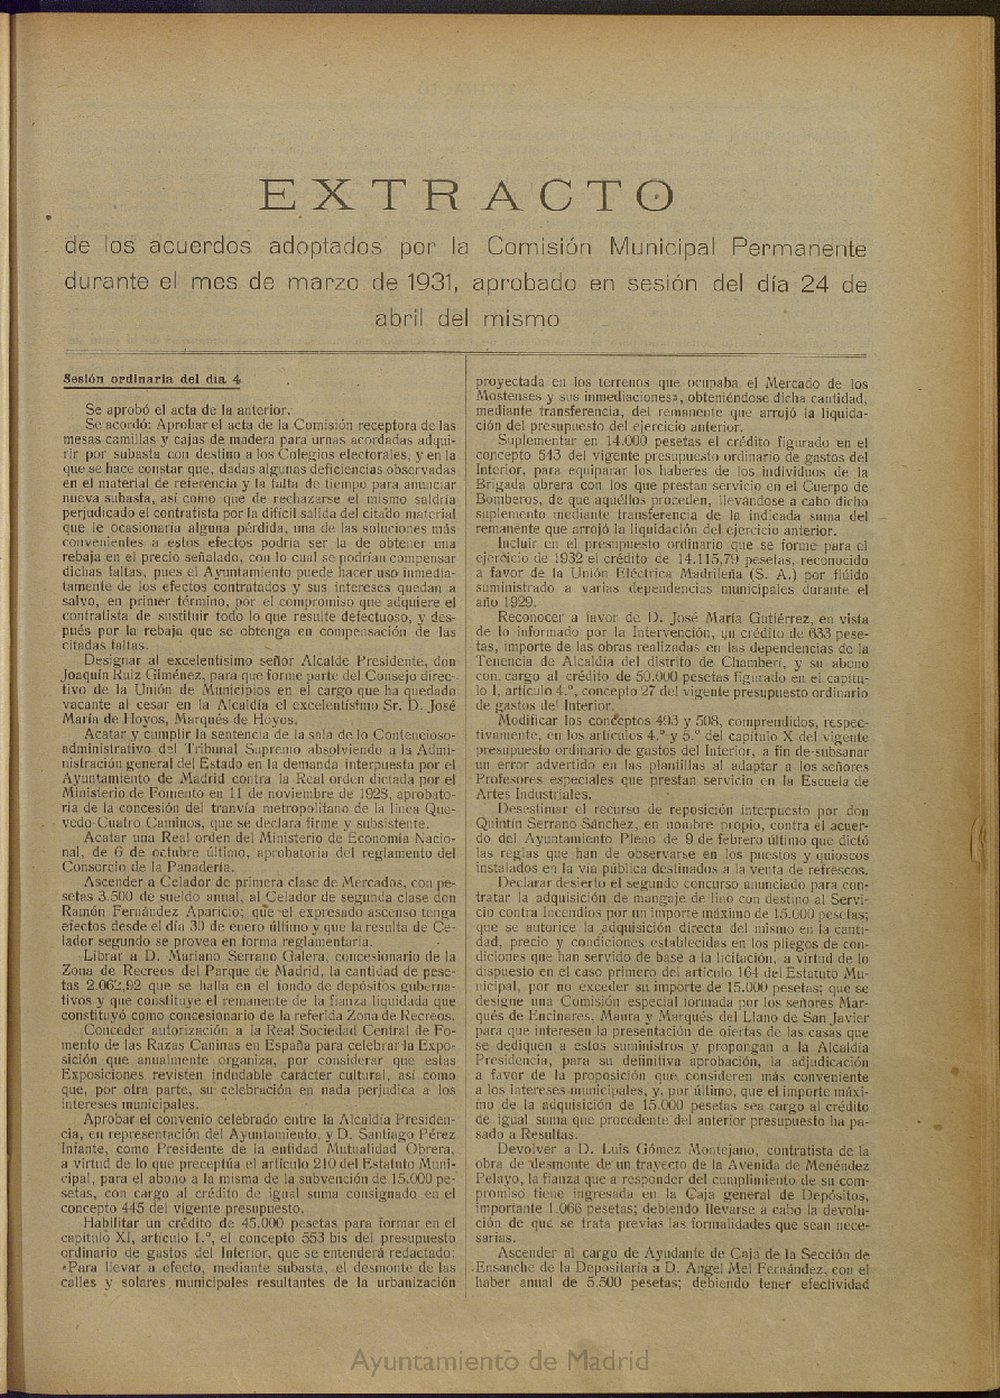 EXTRACTO
de los acuerdos adoptados por la Comisión Municipal Permanente
durante el mes de marzo de 1931, aprobado en sesión del día 24 de
abril del mismo
Sesión ordinaria del día 4
Se aprobó el acta de la anterior.
Se acordó: Aprobar el acta de la Comisión receptora de las
mesas camillas y cajas de madera para urnas acordadas adqui-
rir por subasta con destino a los Colegios electorales, y en la
que se hace constar que, dadas algunas deficiencias observadas
en el material de referencia y la falta de tiempo para anunciar
nueva subasta, así como que de rechazarse el mismo saldría
perjudicado el contratista por la difícil salida del citado material
que le ocasionaría alguna pérdida, una de las soluciones más
convenientes a estos efectos podría ser la de obtener una
rebaja en el precio señalado, con lo cual se podrían compensar
dichas faltas, pues el Ayuntamiento puede hacer uso inmedia-
tamente de los efectos contratados y sus intereses quedan a
salvo, en primer término, por el compromiso que adquiere el
contratista de sustituir todo lo que resulte defectuoso, y des-
pués por la rebaja que se obtenga en compensación de las
citadas faltas.
Designar al excelentísimo señor Alcalde Presidente, don
Joaquín Ruiz Giménez, para que forme parte del Consejo direc-
tivo de la Unión de Municipios en el cargo que ha quedado
vacante al cesar en la Alcaldía el excelentísimo Sr. D. José
María de Hoyos, Marqués de Hoyos.
Acatar y cumplir la sentencia de la sala de lo Contencioso-
administrativo del Tribunal Supremo absolviendo a la Admi-
nistración general del Estado en la demanda interpuesta por el
Ayuntamiento de Madrid contra la Real orden dictada por el
Ministerio de Fomento en 11 de noviembre de 1928, aprobato-
ria de la concesión del tranvía metropolitano de la línea Que-
vedo-Cuatro Caminos, que se declara firme y subsistente.
Acatar una Real orden del Ministerio de Economía Nacio-
nal, de 6 de octubre último, aprobatoria del reglamento del
Consorcio de la Panadería.
Ascender a Celador de primera clase de Mercados, con pe-
setas 3.500 de sueldo anual, al Celador de segunda clase don
Ramón Fernández Aparicio; que el expresado ascenso tenga
efectos desde el día 30 de enero último y que la resulta de Ce-
lador segundo se provea en forma reglamentaria.
Librar a D. Mariano Serrano Galera, concesionario de la
Zona de Recreos del Parque de Madrid, la cantidad de pese-
tas 2.062,92 que se halla en el fondo de depósitos guberna-
tivos y que constituye el remanente de la fianza liquidada que
constituyó como concesionario de la referida Zona de Recreos.
Conceder autorización a la Real Sociedad Central de Fo-
mento de las Razas Caninas en España para celebrar la Expo-
sición que anualmente organiza, por considerar que estas
Exposiciones revisten indudable carácter cultural, así como
que, por otra parte, su celebración en nada perjudica a los
intereses municipales.
Aprobar el convenio celebrado entre la Alcaldía Presiden-
cia, en representación del Ayuntamiento, y D. Santiago Pérez
Infante, como Presidente de la entidad Mutualidad Obrera,
a virtud de lo que preceptúa el artículo 210 del Estatuto Muni-
cipal, para el abono a la misma de la subvención de 15.000 pe-
setas, con cargo al crédito de igual suma consignado en el
concepto 445 del vigente presupuesto.
Habilitar un crédito de 45.000 pesetas para formar en el
capítulo XI, artículo 1.º, el concepto 553 bis del presupuesto
ordinario de gastos del Interior, que se entenderá redactado:
«Para llevar a efecto, mediante subasta, el desmonte de las
calles y solares municipales resultantes de la urbanización
proyectada en los terrenos que ocupaba el Mercado de los
Mostenses y sus inmediaciones», obteniéndose dicha cantidad,
mediante transferencia, del remanente que arrojó la liquida-
ción del presupuesto del ejercicio anterior.
Suplementar en 14.000 pesetas el crédito figurado en el
concepto 543 del vigente presupuesto ordinario de gastos del
Interior, para equiparar los haberes de los individuos de la
Brigada obrera con los que prestan servicio en el Cuerpo de
Bomberos, de que aquéllos proceden, llevándose a cabo dicho
suplemento mediante transferencia de la indicada suma del
remanente que arrojó la liquidación del ejercicio anterior.
Incluir en el presupuesto ordinario que se forme para el
ejercicio de 1932 el crédito de 14.115,79 pesetas, reconocido
a favor de la Unión Eléctrica Madrileña (S. A.) por flúido
suministrado a varias dependencias municipales durante el
año 1929.
Reconocer a favor de D. José María Gutiérrez, en vista
de lo informado por la Intervención, un crédito de 633 pese-
tas, importe de las obras realizadas en las dependencias de la
Tenencia de Alcaldía del distrito de Chamberí, y su abono
con cargo al crédito de 50.000 pesetas figurado en el capítu-
lo I, artículo 4.º, concepto 27 del vigente presupuesto ordinario
de gastos del Interior.
Modificar los conceptos 493 y 508, comprendidos, respec-
tivamente, en los artículos 4.º y 5.º del capítulo X del vigente
presupuesto ordinario de gastos del Interior, a fin de subsanar
un error advertido en las plantillas al adaptar a los señores
Profesores especiales que prestan servicio en la Escuela de
Artes Industriales.
Desestimar el recurso de reposición interpuesto por don
Quintín Serrano Sánchez, en nombre propio, contra el acuer-
do del Ayuntamiento Pleno de 9 de febrero último que dictó
las reglas que han de observarse en los puestos y quioscos
instalados en la vía pública destinados a la venta de refrescos.
Declarar desierto el segundo concurso anunciado para con-
tratar la adquisición de mangaje de lino con destino al Servi-
cio contra Incendios por un importe máximo de 15.000 pesetas;
que se autorice la adquisición directa del mismo en la canti-
dad, precio y condiciones establecidas en los pliegos de con-
diciones que han servido de base a la licitación, a virtud de lo
dispuesto en el caso primero del artículo 164 del Estatuto Mu-
nicipal, por no exceder su importe de 15.000 pesetas; que se
designe una Comisión especial formada por los señores Mar-
qués de Encinares, Maura y Marqués del Llano de San Javier
para que interesen la presentación de ofertas de las casas que
se dediquen a estos suministros y propongan a la Alcaldía
Presidencia, para su definitiva aprobación, la adjudicación
a favor de la proposición que consideren más conveniente
a los intereses municipales, y, por último, que el importe máxi-
mo de la adquisición de 15.000 pesetas sea cargo al crédito
de igual suma que procedente del anterior presupuesto ha pa-
sado a Resultas.
Devolver a D. Luis Gómez Montejano, contratista de la
obra de desmonte de un trayecto de la Avenida de Menéndez
Pelayo, la fianza que a responder del cumplimiento de su com-
promiso tiene ingresada en la Caja general de Depósitos,
importante 1.066 pesetas; debiendo llevarse a cabo la devolu-
ción de que se trata previas las formalidades que sean nece-
sarias.
Ascender al cargo de Ayudante de Caja de la Sección de
Ensanche de la Depositaría a D. Angel Mel Fernández, con el
haber anual de 5.500 pesetas; debiendo tener efectividad
Ayuntamiento de Madrid